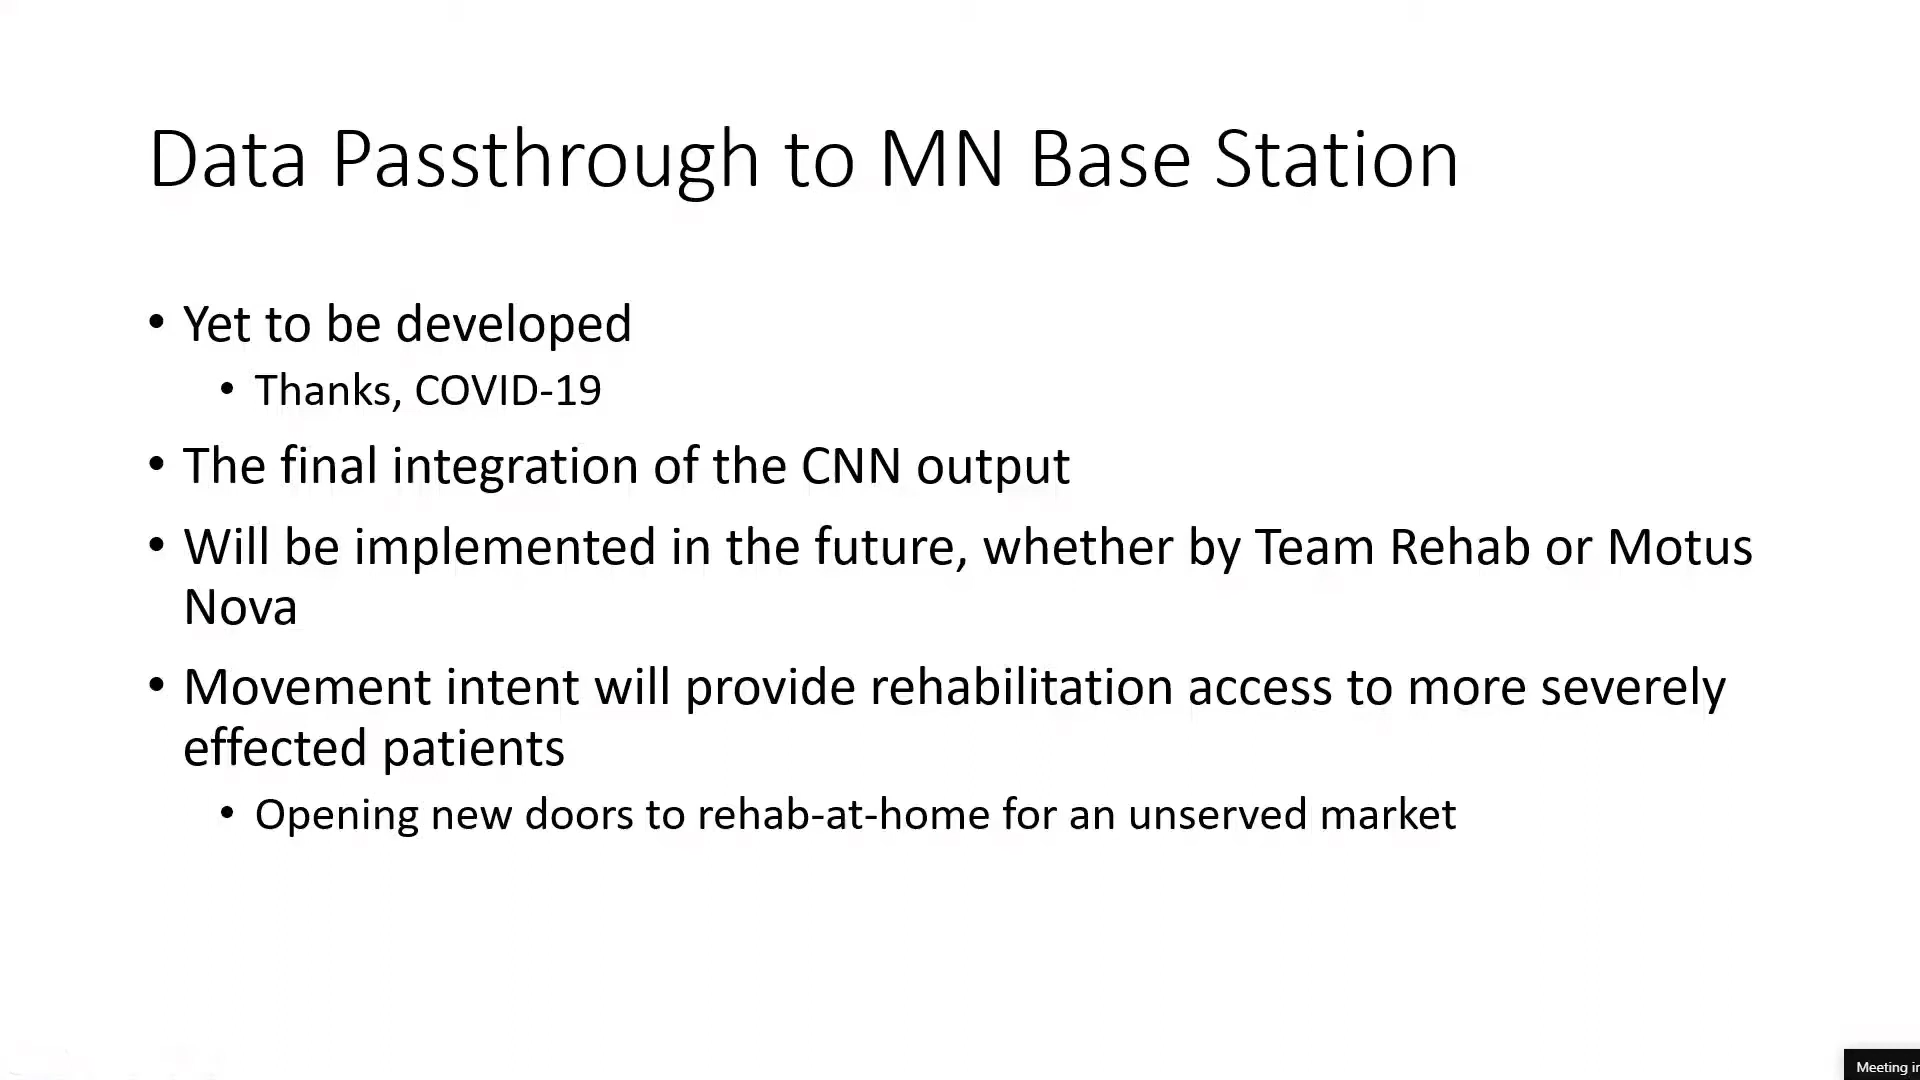 Data Passthrough to MN Base Station
• Yet to be developed
• Thanks, COVID-19
• The final integration of the CNN output
• Will be implemented in the future, whether by Team Rehab or Motus
Nova
• Movement intent will provide rehabilitation access to more severely
effected patients
• Opening new doors to rehab-at-home for an unserved market
Meeting in